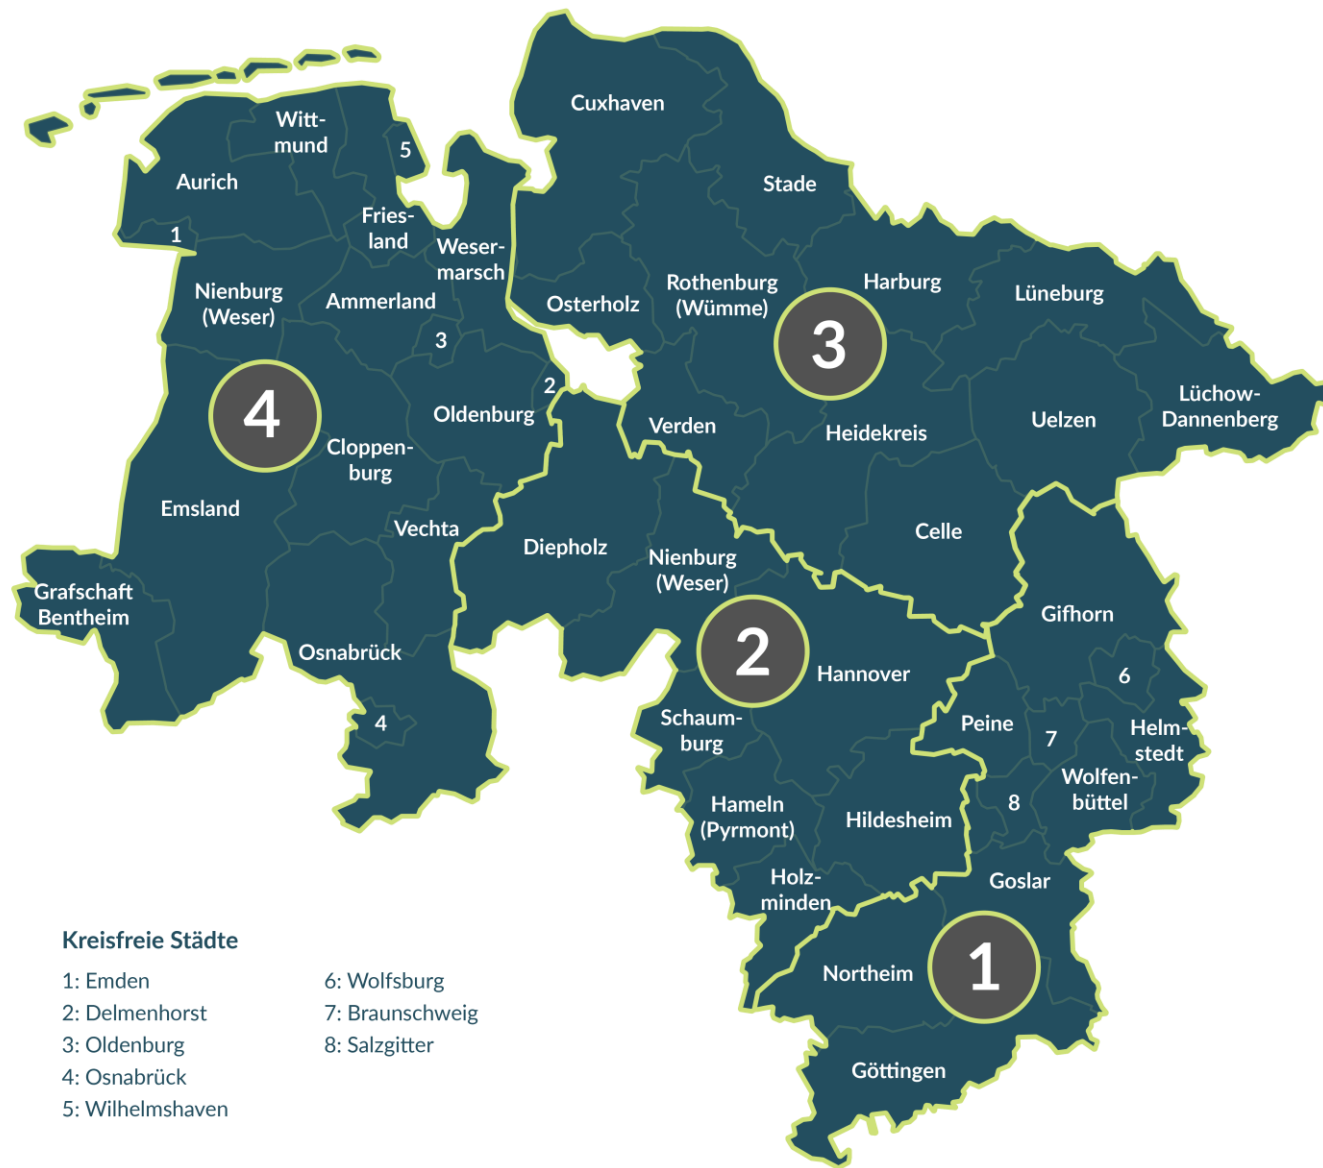 Cuxhaven
Witt-
mund
5
Aurich
Stade
Fries-
land
1
Weser-
marsch
Nienburg
(Weser)
Ammerland
Osterholz
Rothenburg
(Wümme)
Harburg
Lüneburg
3
3
4
2
Oldenburg
Lüchow-
Dannenberg
Uelzen
Verden
Heidekreis
Cloppen-
burg
Emsland
Vechta
Diepholz
Celle
Nienburg
(Weser)
Grafschaft
Bentheim
Gifhorn
Osnabrück
2
Hannover
6
4
Schaum-
burg
Peine
7
Helm-
stedt
Wolfen-
büttel
8
Hameln
(Pyrmont)
Hildesheim
Holz-
minden
Goslar
Northeim
1
Göttingen
Kreisfreie Städte
1: Emden
2: Delmenhorst
3: Oldenburg
4: Osnabrück
5: Wilhelmshaven
6: Wolfsburg
7: Braunschweig
8: Salzgitter